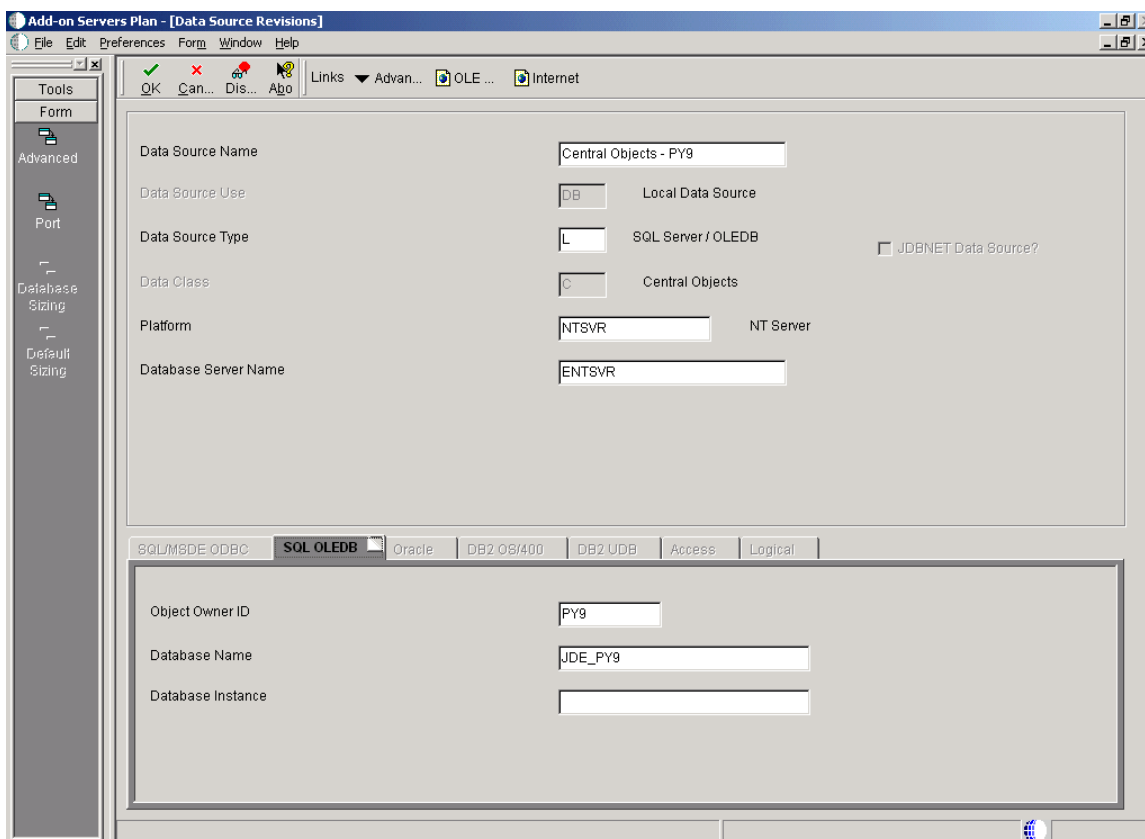 Add-on Servers Plan - [Data Source Revisions]
File Edit Preferences Form Window Help
OK Can... Dis... Abo Links Advan... OLE ... Internet
Tools
Form
Advanced
Port
Database
Sizing
Default
Sizing
Data Source Name Central Objects - PY9
Data Source Use DB Local Data Source
Data Source Type L SQL Server / OLEDB JDBNET Data Source?
Data Class C Central Objects
Platform NTSVR NT Server
Database Server Name ENTSVR
SQL/MSDE ODBC SQL OLEDB Oracle DB2 OS/400 DB2 UDB Access Logical
Object Owner ID PY9
Database Name JDE_PY9
Database Instance